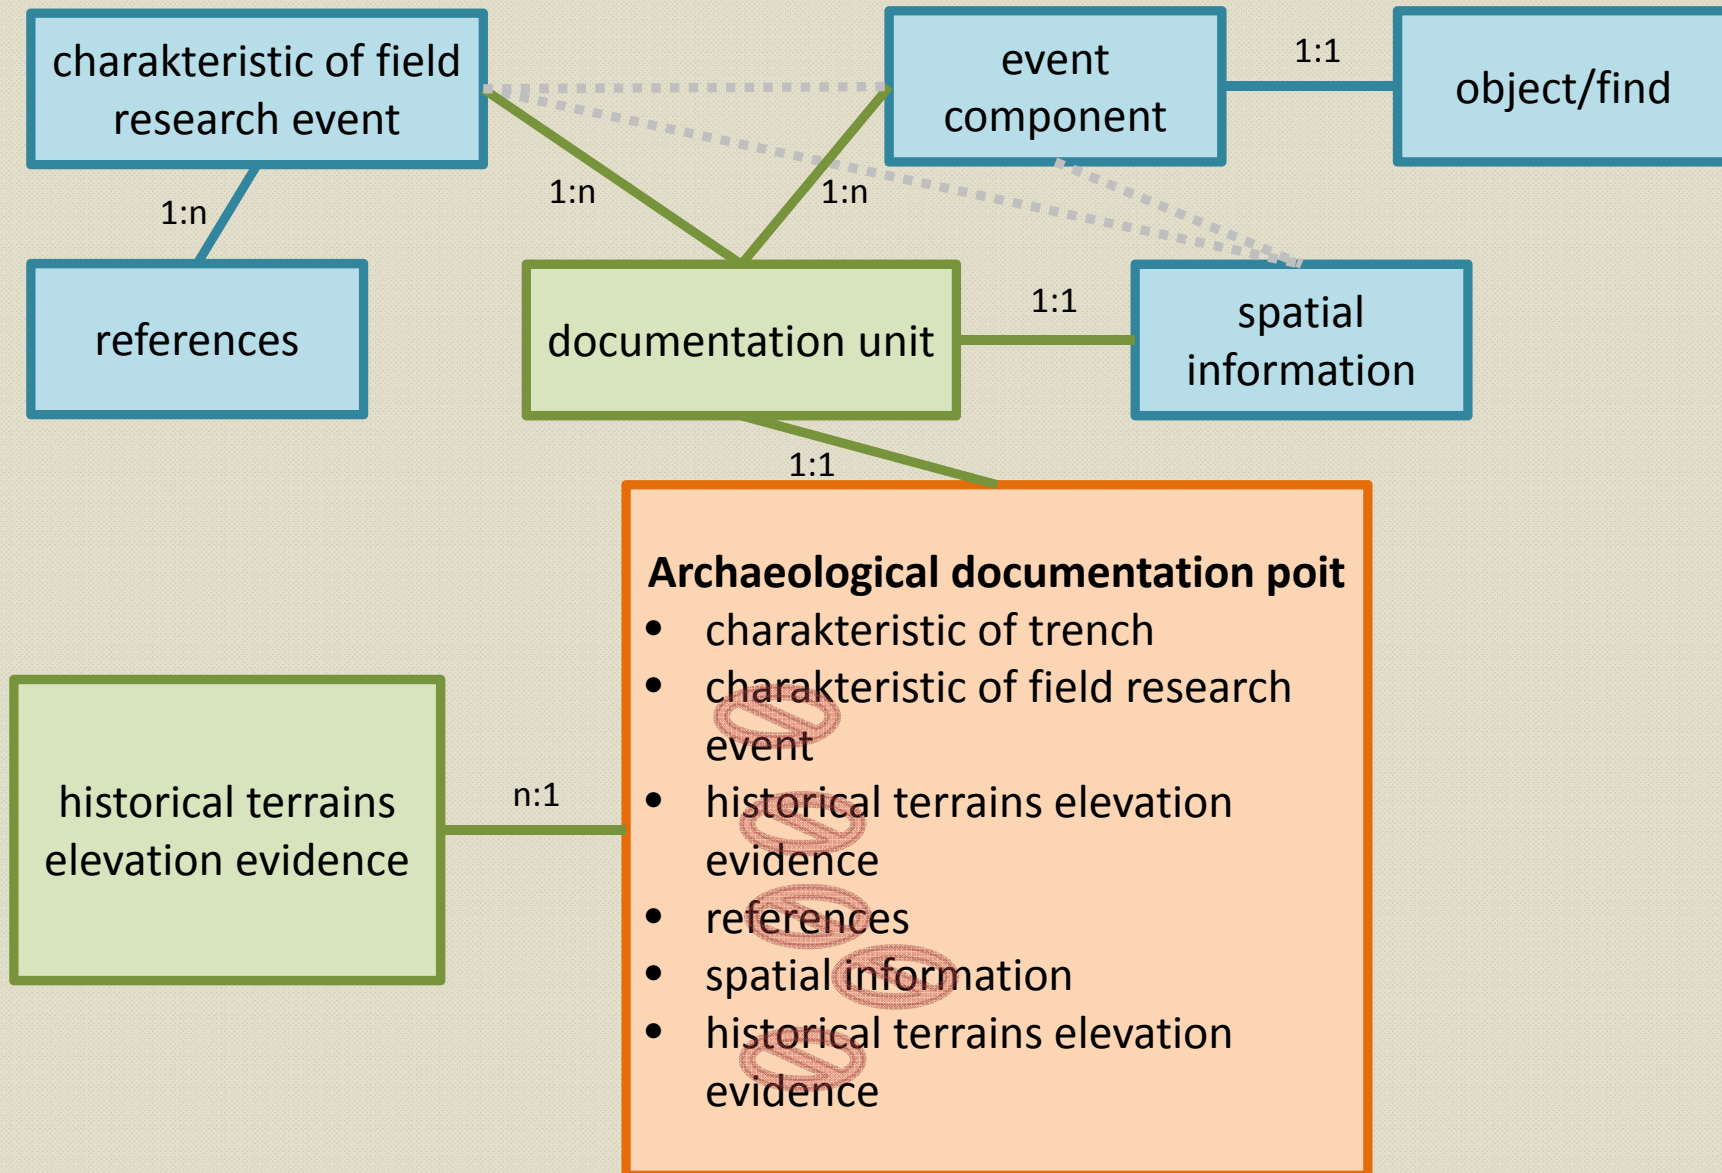 charakteristic of field
research event
event
component
1:1
object/find
1:n
1:n
1:n
references
documentation unit
1:1
spatial
information
1:1
Archaeological documentation poit
• charakteristic of trench
• charakteristic of field research
event
• historical terrains elevation
evidence
• references
• spatial information
• historical terrains elevation
evidence
historical terrains
elevation evidence
n:1